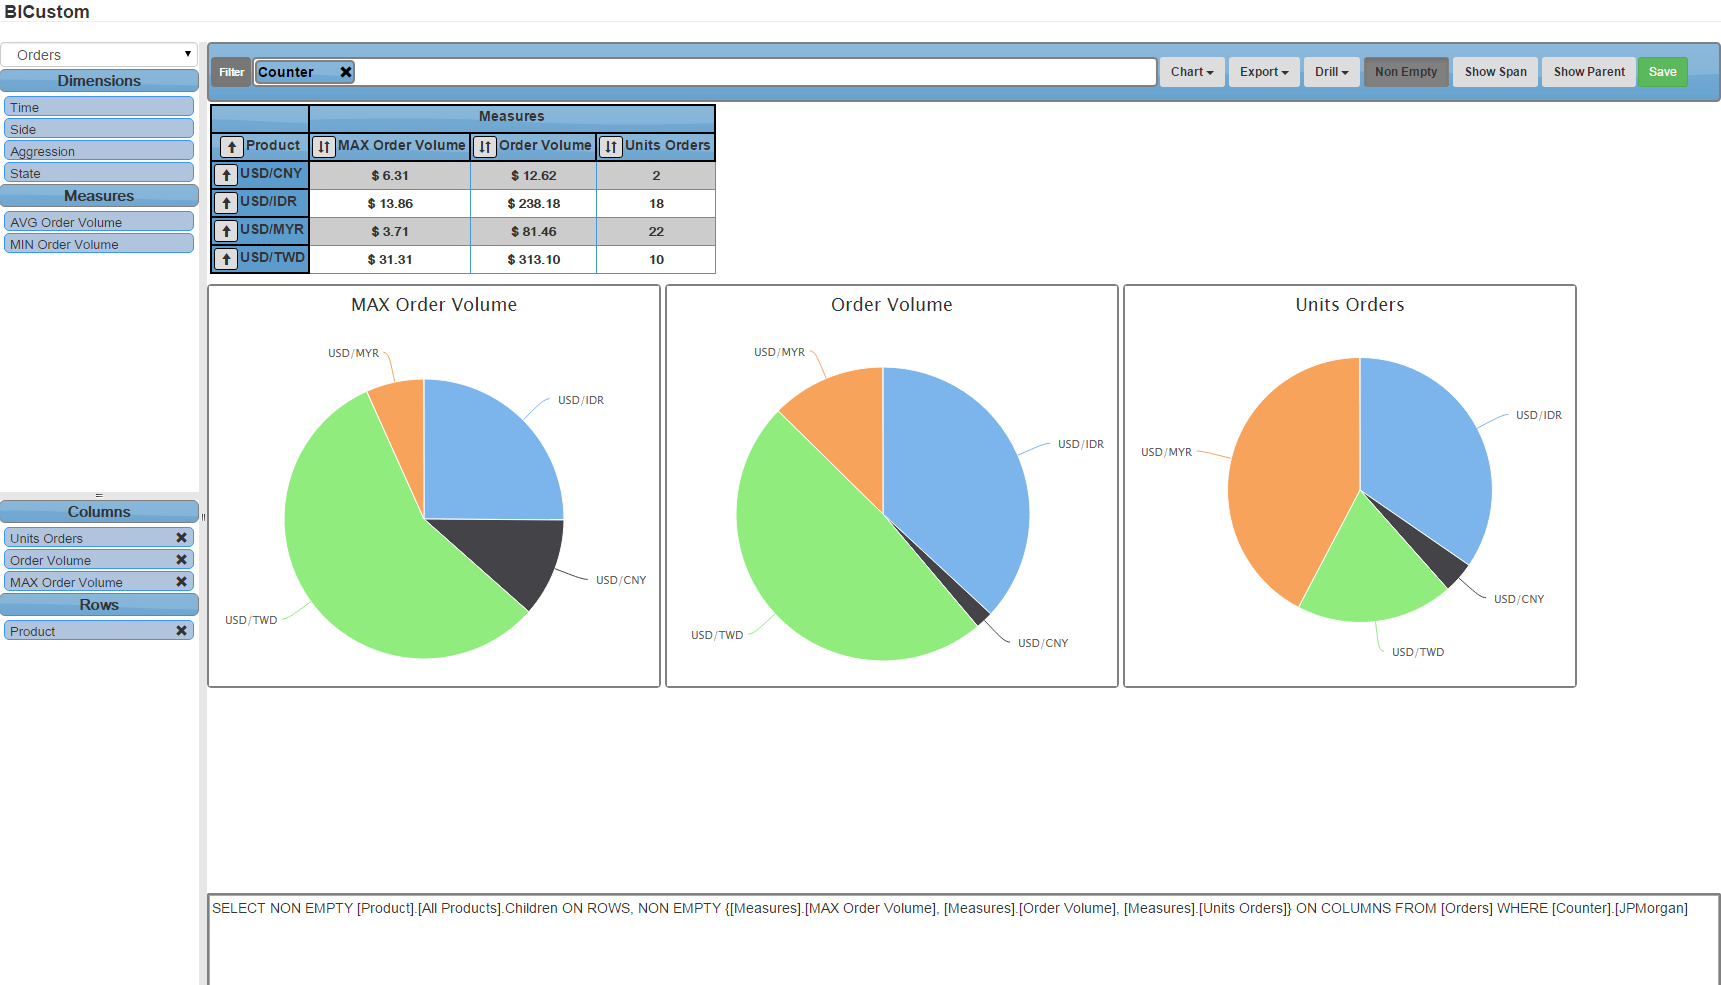 BICustom
Orders
Dimensions
Time
Side
Aggression
State
Measures
AVG Order Volume
MIN Order Volume
Columns
Units Orders
Order Volume
MAX Order Volume
Rows
Product
Filter Counter Chart Export Drill Non Empty Show Span Show Parent Save
Measures
Product MAX Order Volume Order Volume Units Orders
USD/CNY $ 6.31 $ 12.62 2
USD/IDR $ 13.86 $ 238.18 18
USD/MYR $ 3.71 $ 81.46 22
USD/TWD $ 31.31 $ 313.10 10
MAX Order Volume
USD/MYR
USD/IDR
USD/CNY
USD/TWD
Order Volume
USD/MYR
USD/IDR
USD/TWD
USD/CNY
Units Orders
USD/IDR
USD/MYR
USD/CNY
USD/TWD
SELECT NON EMPTY [Product].[All Products].Children ON ROWS, NON EMPTY {[Measures].[MAX Order Volume], [Measures].[Order Volume], [Measures].[Units Orders]} ON COLUMNS FROM [Orders] WHERE [Counter].[JPMorgan]